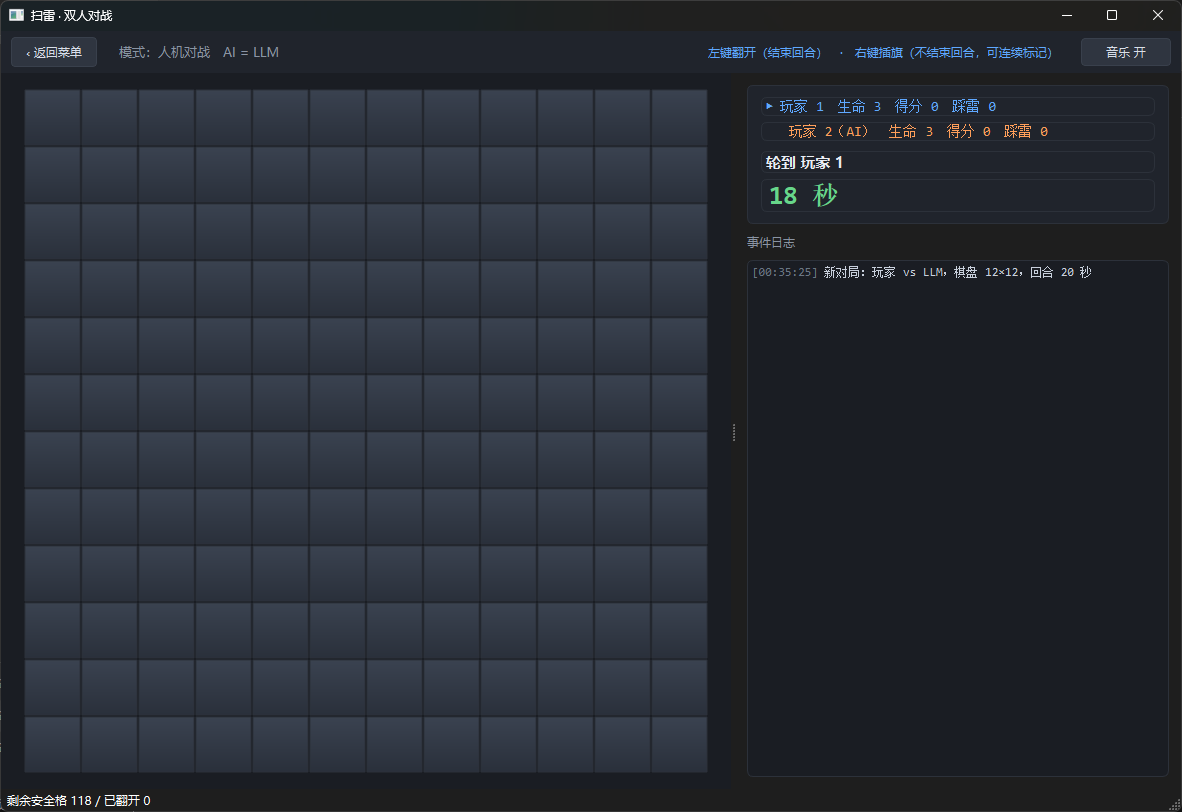 扫雷 · 双人对战
‹ 返回菜单 模式: 人机对战 AI = LLM 左键翻开 (结束回合) · 右键插旗 (不结束回合, 可连续标记) 音乐 开
▶ 玩家 1 生命 3 得分 0 踩雷 0
玩家 2 (AI) 生命 3 得分 0 踩雷 0
轮到 玩家 1
18 秒
事件日志
[00:35:25] 新对局: 玩家 vs LLM, 棋盘 12×12, 回合 20 秒
剩余安全格 118 / 已翻开 0